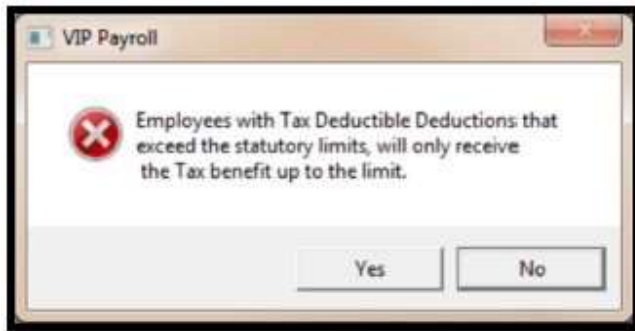 VIP Payroll
Employees with Tax Deductible Deductions that
exceed the statutory limits, will only receive
the Tax benefit up to the limit.
Yes
No